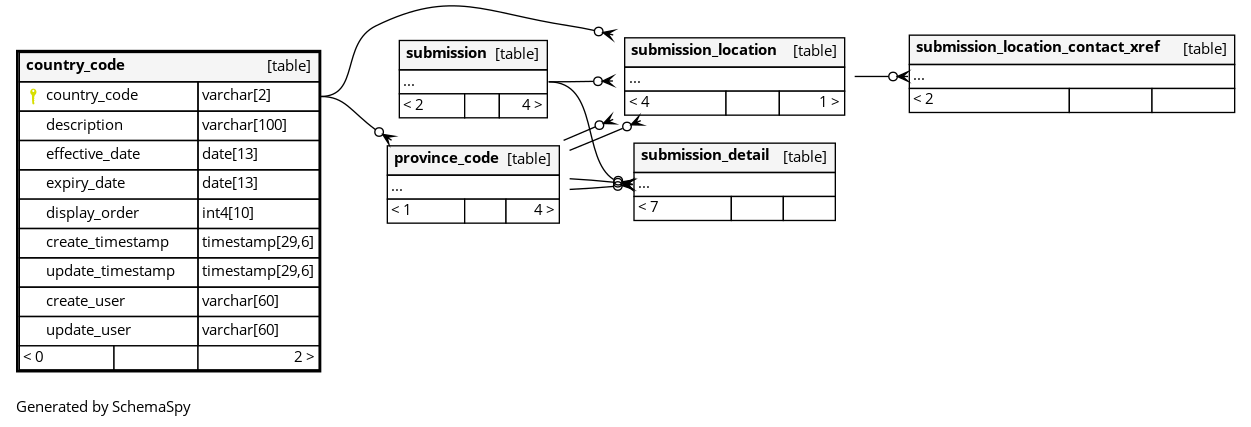 country_code [table]
country_code varchar[2]
description varchar[100]
effective_date date[13]
expiry_date date[13]
display_order int4[10]
create_timestamp timestamp[29,6]
update_timestamp timestamp[29,6]
create_user varchar[60]
update_user varchar[60]
< 0 2 >
submission [table]
...
< 2 4 >
province_code [table]
...
< 1 4 >
submission_location [table]
...
< 4 1 >
submission_detail [table]
...
< 7
submission_location_contact_xref [table]
...
< 2
Generated by SchemaSpy